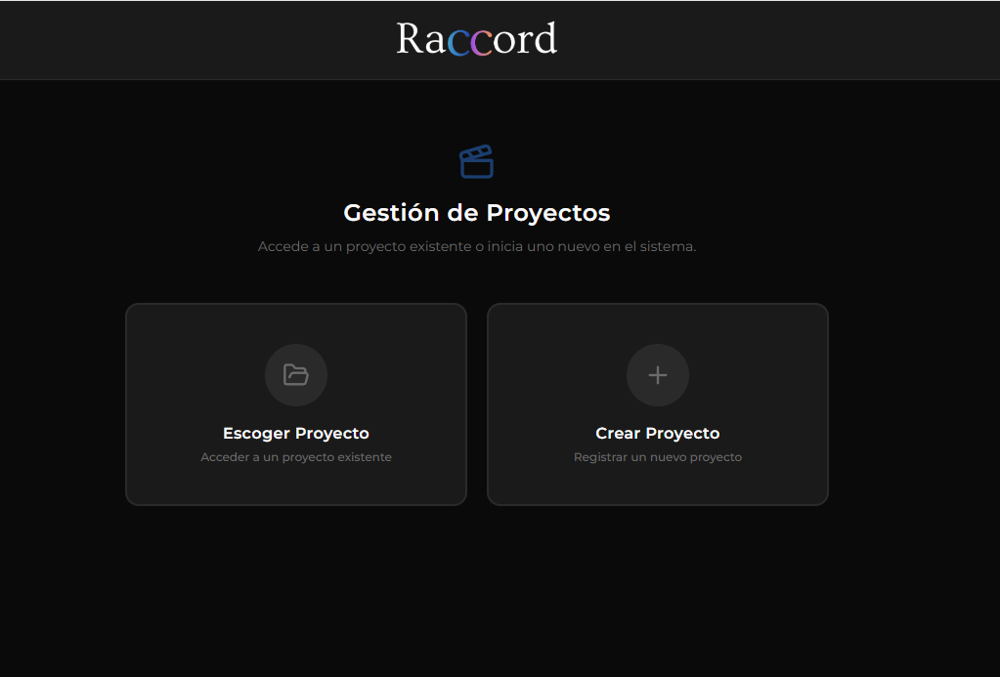 Raccord
Gestión de Proyectos
Accede a un proyecto existente o inicia uno nuevo en el sistema.
Escoger Proyecto
Acceder a un proyecto existente
Crear Proyecto
Registrar un nuevo proyecto